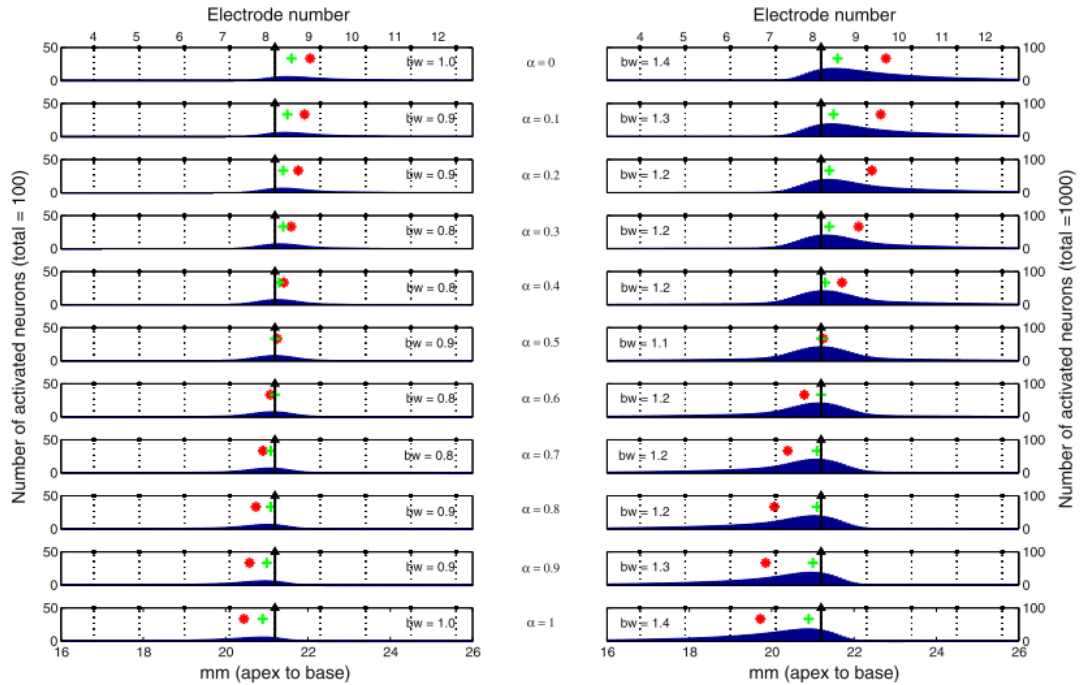 Electrode number Electrode number
4 5 6 7 8 9 10 11 12 4 5 6 7 8 9 10 11 12
50 0 bw = 1.0 α = 0 bw = 1.4 100 0
50 0 bw = 0.9 α = 0.1 bw = 1.3 100 0
50 0 bw = 0.9 α = 0.2 bw = 1.2 100 0
50 0 bw = 0.8 α = 0.3 bw = 1.2 100 0
50 0 bw = 0.8 α = 0.4 bw = 1.2 100 0
50 0 bw = 0.9 α = 0.5 bw = 1.1 100 0
50 0 bw = 0.8 α = 0.6 bw = 1.2 100 0
50 0 bw = 0.8 α = 0.7 bw = 1.2 100 0
50 0 bw = 0.9 α = 0.8 bw = 1.2 100 0
50 0 bw = 0.9 α = 0.9 bw = 1.3 100 0
50 0 bw = 1.0 α = 1 bw = 1.4 100 0
16 18 20 22 24 26 16 18 20 22 24 26
mm (apex to base) mm (apex to base)
Number of activated neurons (total = 100)
Number of activated neurons (total =1000)